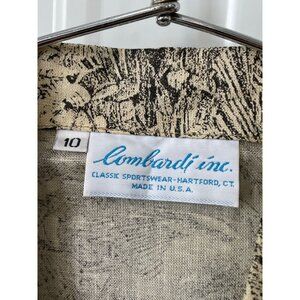 10
Lombardi inc.
CLASSIC SPORTSWEAR-HARTFORD, CT.
MADE IN U.S.A.